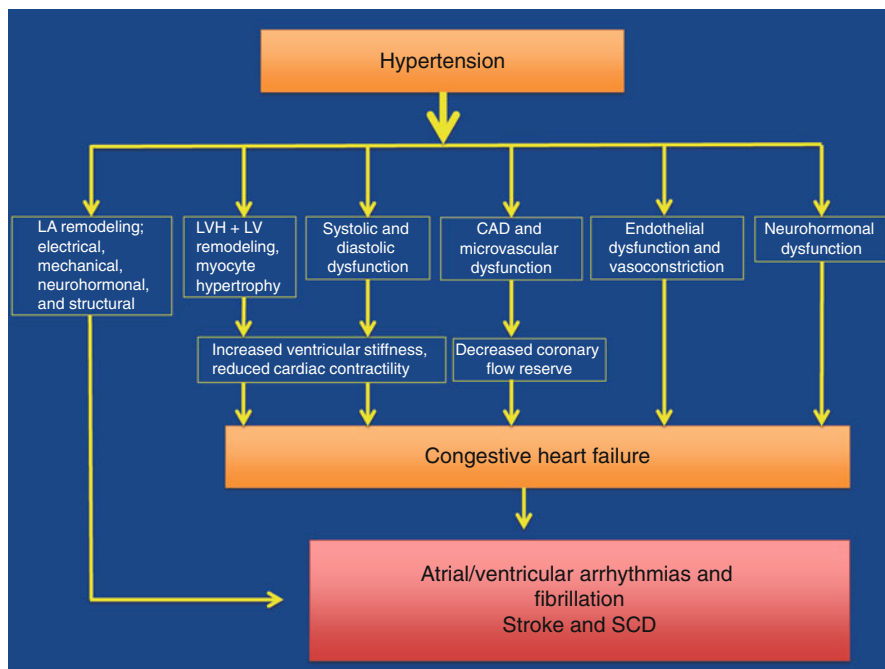 Hypertension
LA remodeling;
electrical,
mechanical,
neurohormonal,
and structural
LVH + LV
remodeling,
myocyte
hypertrophy
Systolic and
diastolic
dysfunction
CAD and
microvascular
dysfunction
Endothelial
dysfunction and
vasoconstriction
Neurohormonal
dysfunction
Increased ventricular stiffness,
reduced cardiac contractility
Decreased coronary
flow reserve
Congestive heart failure
Atrial/ventricular arrhythmias and
fibrillation
Stroke and SCD